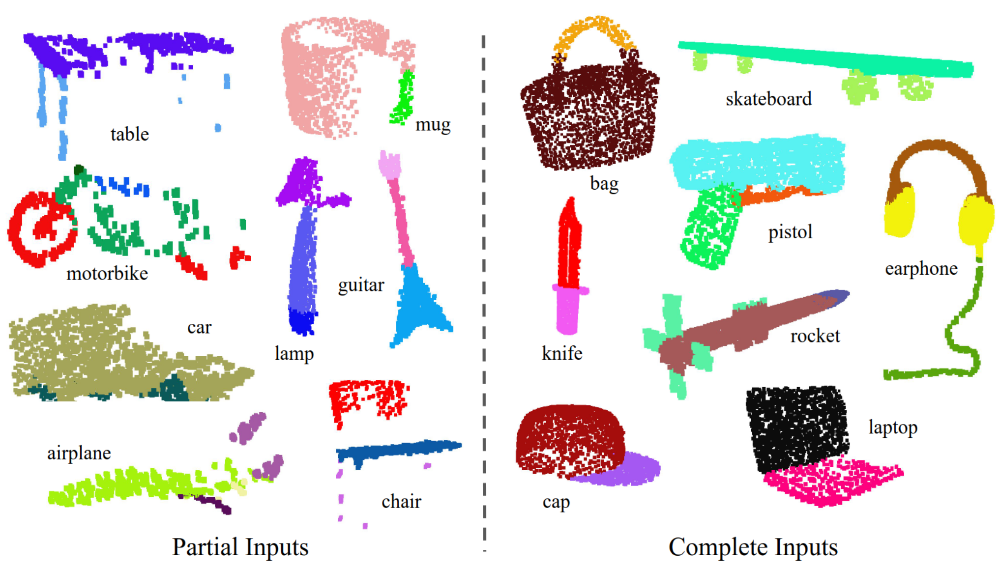 table
mug
motorbike
guitar
car
lamp
airplane
chair
Partial Inputs
bag
skateboard
pistol
earphone
knife
rocket
cap
laptop
Complete Inputs